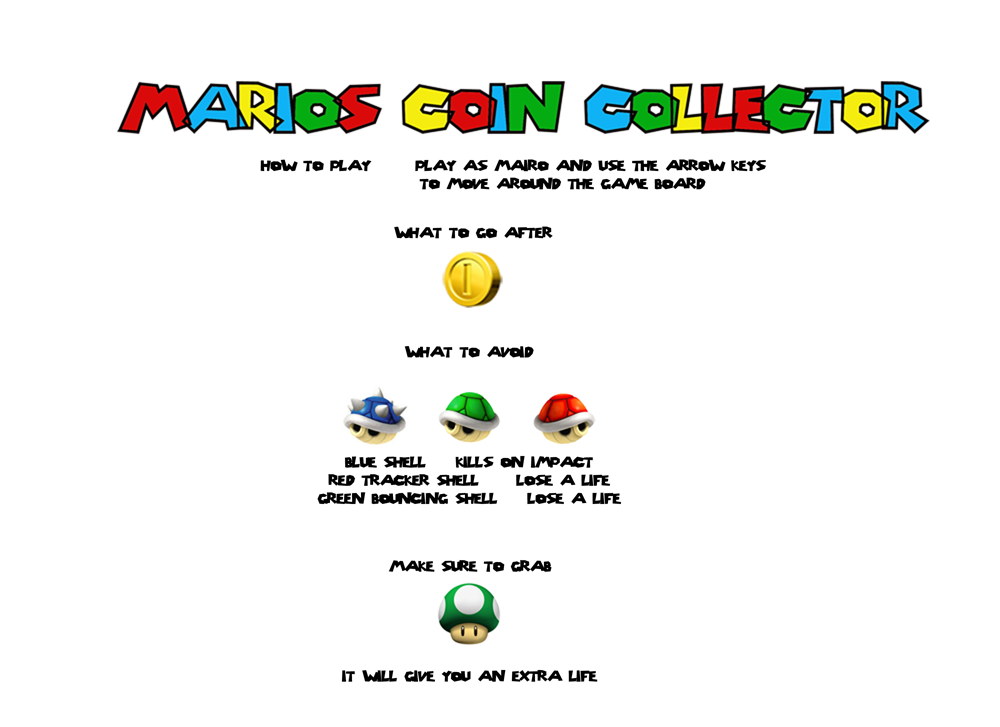 MARIOS COIN COLLECTOR
HOW TO PLAY PLAY AS MAIRO AND USE THE ARROW KEYS
TO MOVE AROUND THE GAME BOARD
WHAT TO GO AFTER
WHAT TO AVOID
BLUE SHELL KILLS ON IMPACT
RED TRACKER SHELL LOSE A LIFE
GREEN BOUNCING SHELL LOSE A LIFE
MAKE SURE TO GRAB
IT WILL GIVE YOU AN EXTRA LIFE